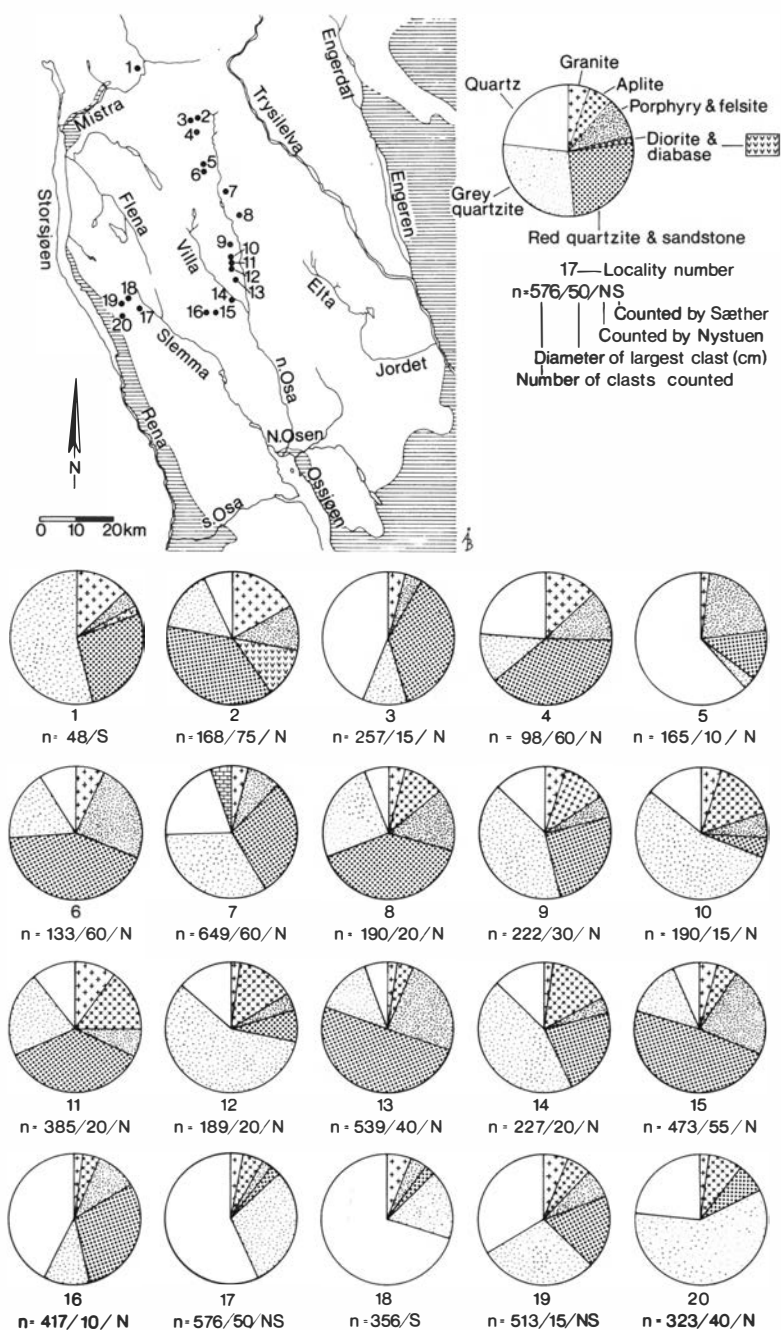 1
Mistra
Storsjøen
Flena
Villa
Trysilelva
Engerdal
Engeren
3
2
4
5
6
7
8
9
10
11
12
13
14
16
15
18
19
17
20
Elta
Slemma
n.Osa
Jordet
Rena
N.Osen
Ossjøen
s.Osa
N
0 10 20km
Granite
Aplite
Quartz
Porphyry & felsite
Diorite &
diabase
Grey
quartzite
Red quartzite & sandstone
17—Locality number
n=576/50/NS
Counted by Sæther
Counted by Nystuen
Diameter of largest clast (cm)
Number of clasts counted
1 2 3 4 5
n= 48/S n=168/75/ N n=257/15/ N n= 98/60/ N n=165/10/ N
6 7 8 9 10
n = 133/60/ N n=649/60/ N n=190/20/ N n= 222/30/ N n=190/15/ N
11 12 13 14 15
n= 385/20/ N n=189/20/ N n= 539/40/ N n= 227/20/ N n= 473/55/ N
16 17 18 19 20
n= 417/10/ N n=576/50/NS n=356/S n=513/15/NS n= 323/40/ N